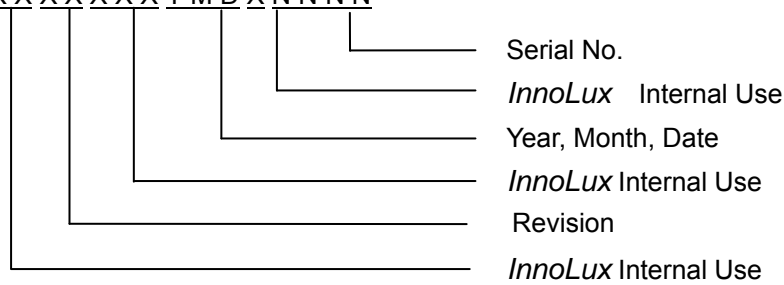 X X X X X X X Y M D X N N N N
Serial No.
InnoLux Internal Use
Year, Month, Date
InnoLux Internal Use
Revision
InnoLux Internal Use